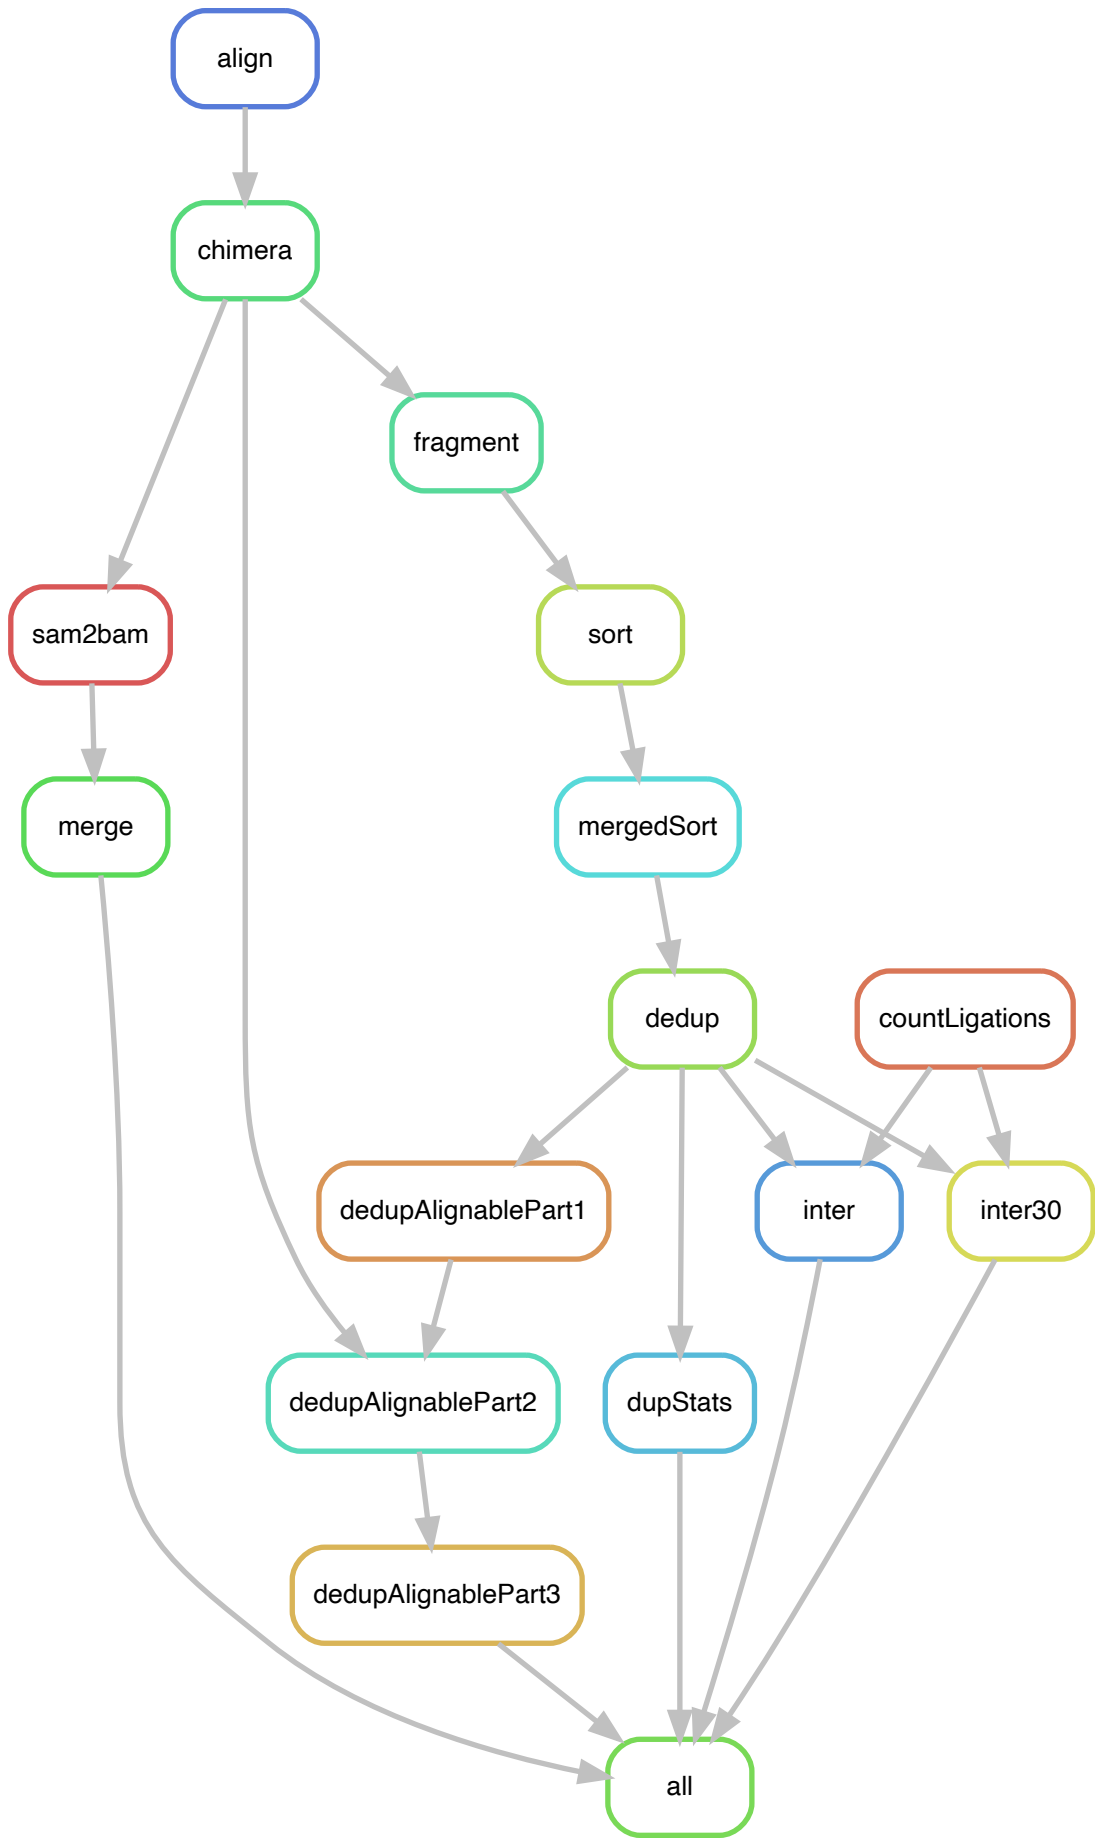 align
chimera
fragment
sam2bam
sort
merge
mergedSort
dedup
countLigations
dedupAlignablePart1
inter
inter30
dedupAlignablePart2
dupStats
dedupAlignablePart3
all